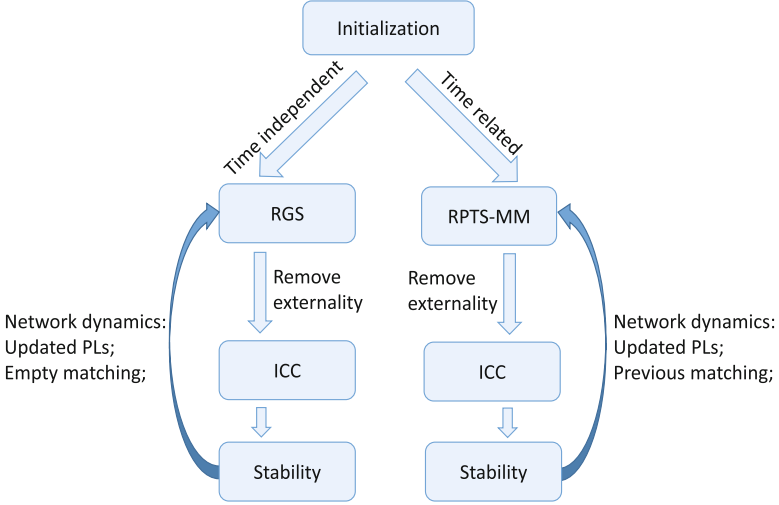 Initialization
Time independent
Time related
RGS
RPTS-MM
Remove
externality
Remove
externality
Network dynamics:
Updated PLs;
Empty matching;
Network dynamics:
Updated PLs;
Previous matching;
ICC
ICC
Stability
Stability